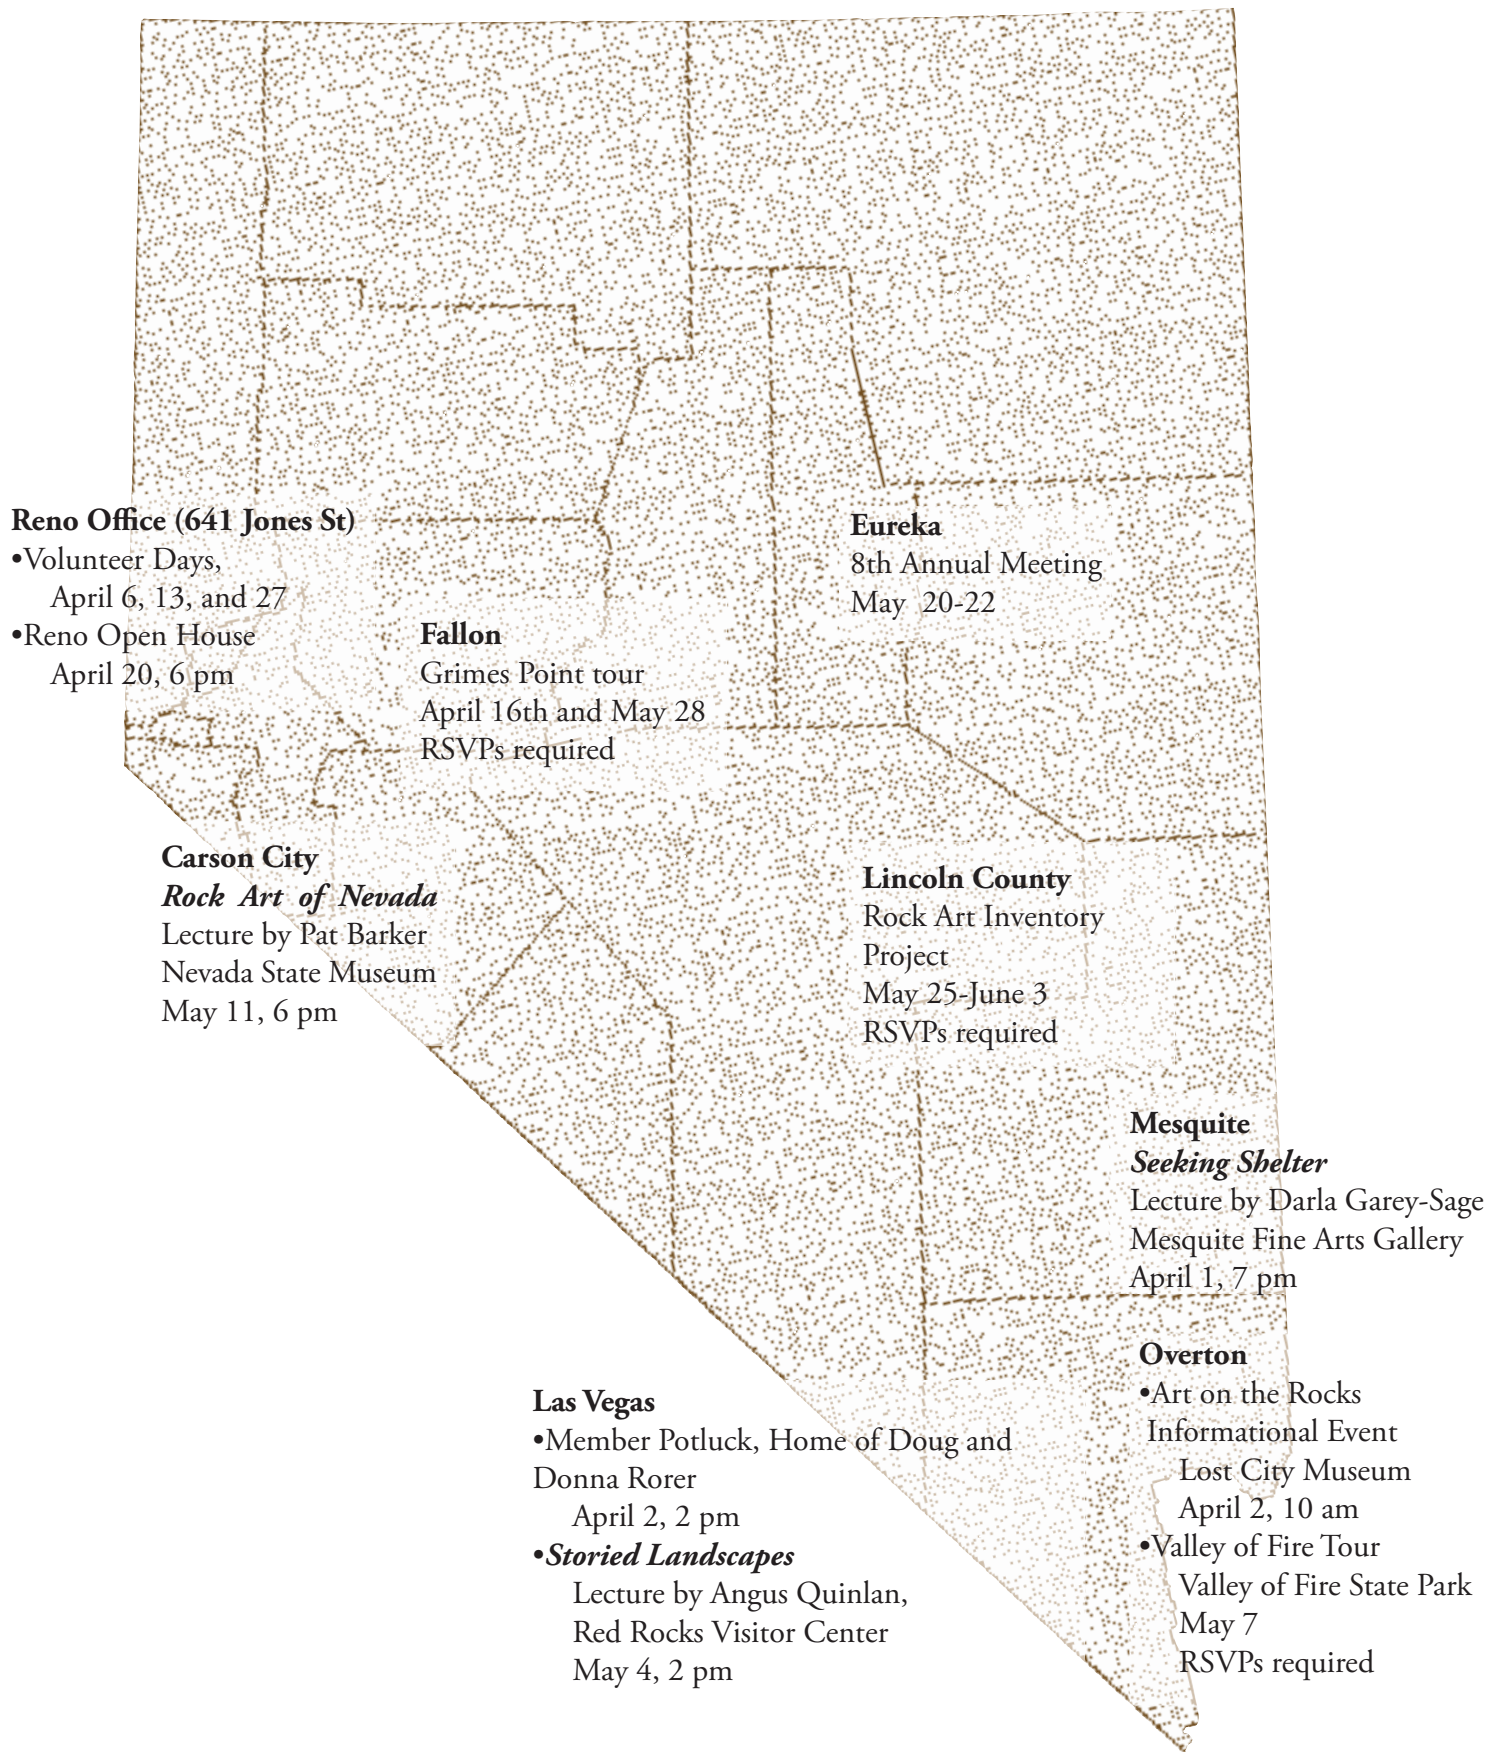 Reno Office (641 Jones St)
•Volunteer Days,
April 6, 13, and 27
•Reno Open House
April 20, 6 pm
Eureka
8th Annual Meeting
May 20-22
Fallon
Grimes Point tour
April 16th and May 28
RSVPs required
Carson City
Rock Art of Nevada
Lecture by Pat Barker
Nevada State Museum
May 11, 6 pm
Lincoln County
Rock Art Inventory
Project
May 25-June 3
RSVPs required
Mesquite
Seeking Shelter
Lecture by Darla Garey-Sage
Mesquite Fine Arts Gallery
April 1, 7 pm
Overton
•Art on the Rocks
Informational Event
Lost City Museum
April 2, 10 am
•Valley of Fire Tour
Valley of Fire State Park
May 7
RSVPs required
Las Vegas
•Member Potluck, Home of Doug and
Donna Rorer
April 2, 2 pm
•Storied Landscapes
Lecture by Angus Quinlan,
Red Rocks Visitor Center
May 4, 2 pm